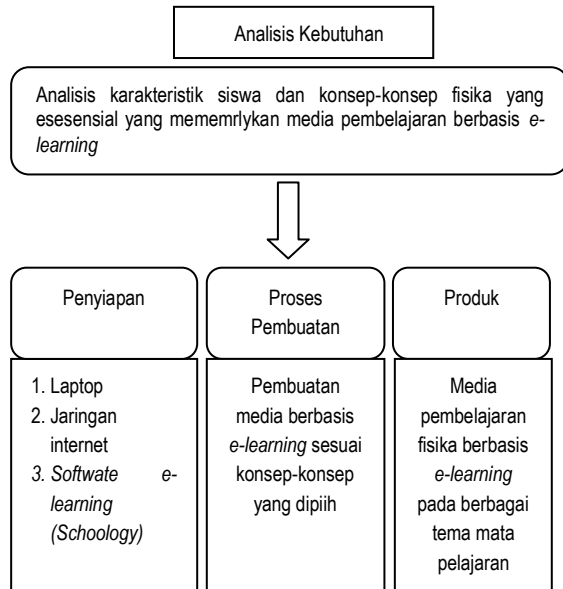 Analisis Kebutuhan
Analisis karakteristik siswa dan konsep-konsep fisika yang
esesensial yang mememrlykan media pembelajaran berbasis e-
learning
Penyiapan
Proses
Pembuatan
Produk
1. Laptop
2. Jaringan
internet
3. Softwate e-
learning
(Schoology)
Pembuatan
media berbasis
e-learning sesuai
konsep-konsep
yang dipiih
Media
pembelajaran
fisika berbasis
e-learning
pada berbagai
tema mata
pelajaran